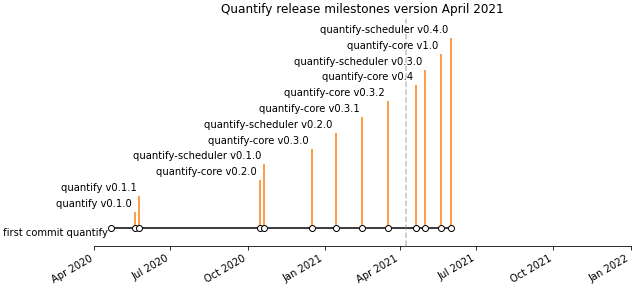 Quantify release milestones version April 2021
quantify-scheduler v0.4.0
quantify-core v1.0
quantify-scheduler v0.3.0
quantify-core v0.4
quantify-core v0.3.2
quantify-core v0.3.1
quantify-scheduler v0.2.0
quantify-core v0.3.0
quantify-scheduler v0.1.0
quantify-core v0.2.0
quantify v0.1.1
quantify v0.1.0
first commit quantify
Apr 2020
Jul 2020
Oct 2020
Jan 2021
Apr 2021
Jul 2021
Oct 2021
Jan 2022